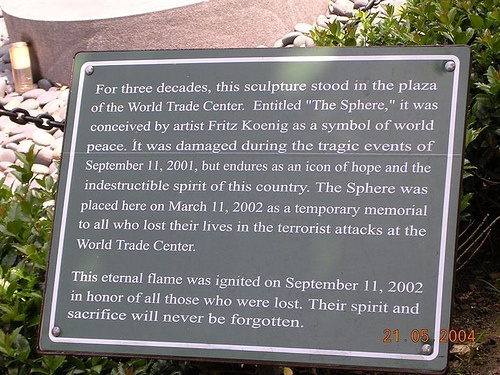 For three decades, this sculpture stood in the plaza
of the World Trade Center. Entitled "The Sphere," it was
conceived by artist Fritz Koenig as a symbol of world
peace. It was damaged during the tragic events of
September 11, 2001, but endures as an icon of hope and the
indestructible spirit of this country. The Sphere was
placed here on March 11, 2002 as a temporary memorial
to all who lost their lives in the terrorist attacks at the
World Trade Center.
This eternal flame was ignited on September 11, 2002
in honor of all those who were lost. Their spirit and
sacrifice will never be forgotten.
21.05.2004